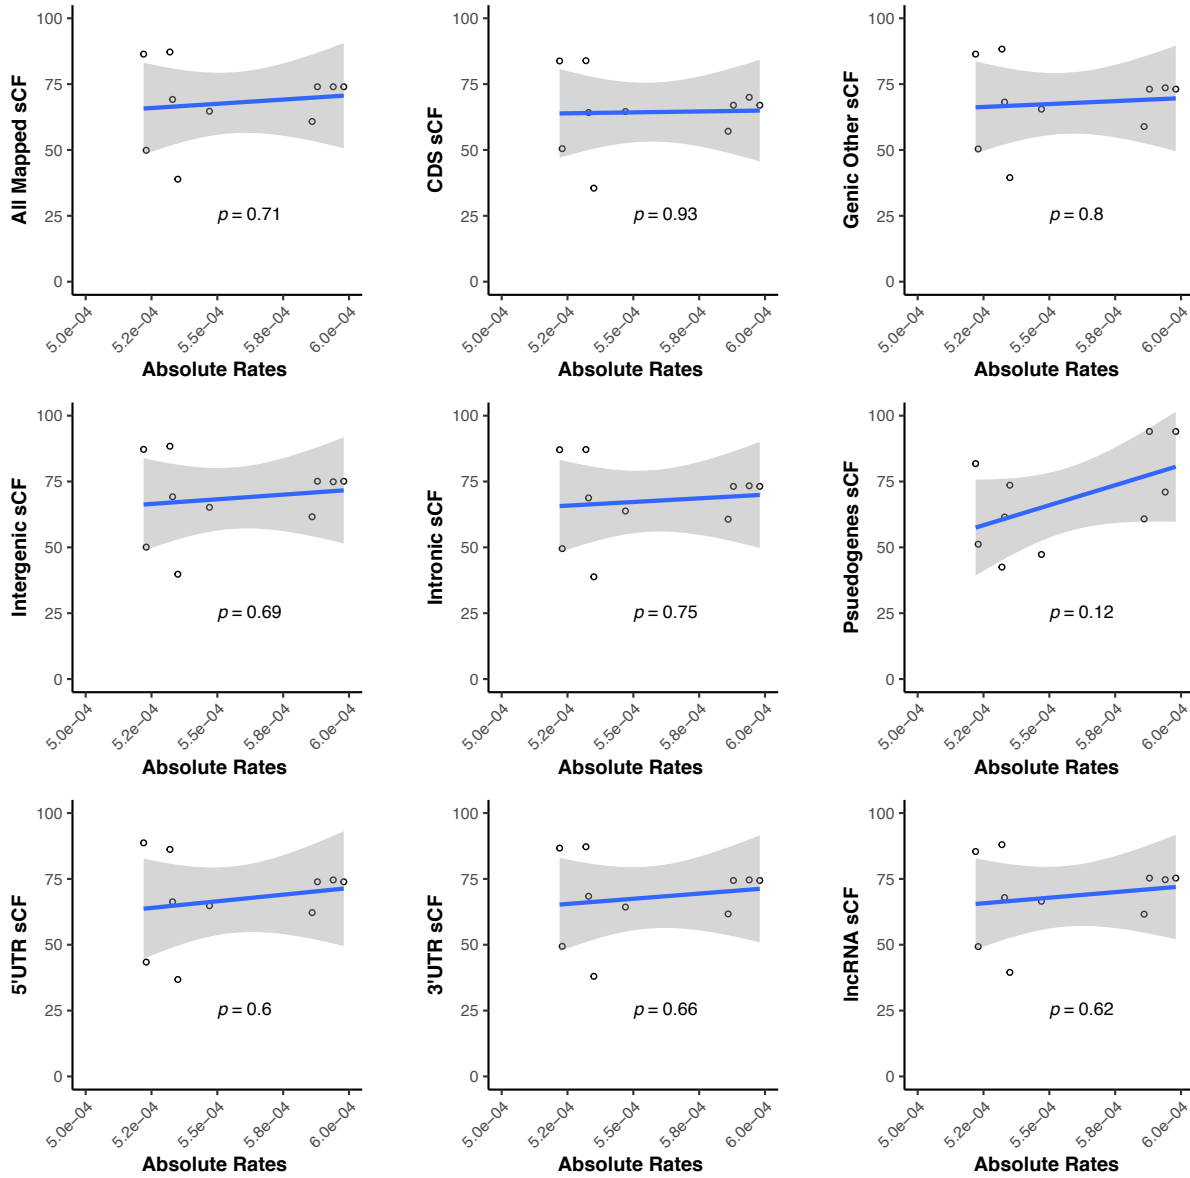 All Mapped sCF
100
75
50
25
0
p = 0.71
5.0e−04
5.2e−04
5.5e−04
5.8e−04
6.0e−04
Absolute Rates
CDS sCF
100
75
50
25
0
p = 0.93
5.0e−04
5.2e−04
5.5e−04
5.8e−04
6.0e−04
Absolute Rates
Genic Other sCF
100
75
50
25
0
p = 0.8
5.0e−04
5.2e−04
5.5e−04
5.8e−04
6.0e−04
Absolute Rates
Intergenic sCF
100
75
50
25
0
p = 0.69
5.0e−04
5.2e−04
5.5e−04
5.8e−04
6.0e−04
Absolute Rates
Intronic sCF
100
75
50
25
0
p = 0.75
5.0e−04
5.2e−04
5.5e−04
5.8e−04
6.0e−04
Absolute Rates
Psuedogenes sCF
100
75
50
25
0
p = 0.12
5.0e−04
5.2e−04
5.5e−04
5.8e−04
6.0e−04
Absolute Rates
5'UTR sCF
100
75
50
25
0
p = 0.6
5.0e−04
5.2e−04
5.5e−04
5.8e−04
6.0e−04
Absolute Rates
3'UTR sCF
100
75
50
25
0
p = 0.66
5.0e−04
5.2e−04
5.5e−04
5.8e−04
6.0e−04
Absolute Rates
lncRNA sCF
100
75
50
25
0
p = 0.62
5.0e−04
5.2e−04
5.5e−04
5.8e−04
6.0e−04
Absolute Rates